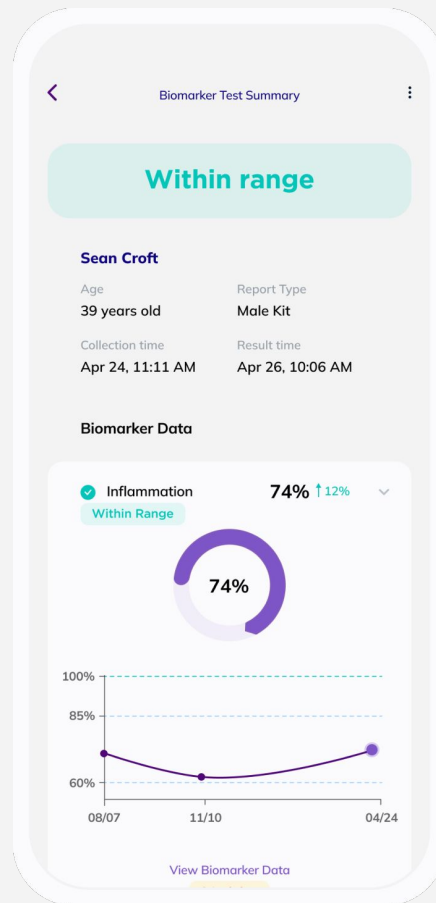 Biomarker Test Summary
Within range
Sean Croft
Age
Report Type
39 years old
Male Kit
Collection time
Result time
Apr 24, 11:11 AM
Apr 26, 10:06 AM
Biomarker Data
Inflammation
74% ↑12%
Within Range
74%
100%
85%
60%
08/07
11/10
04/24
View Biomarker Data